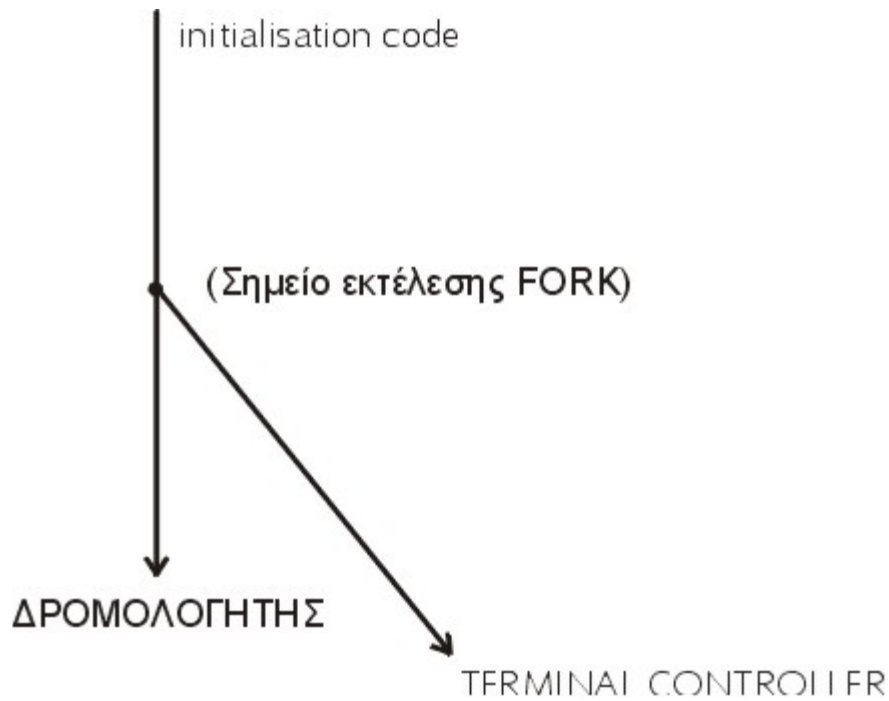 initialisation code
(Σημείο εκτέλεσης FORK)
ΔΡΟΜΟΛΟΓΗΤΗΣ
TERMINAL CONTROLLER